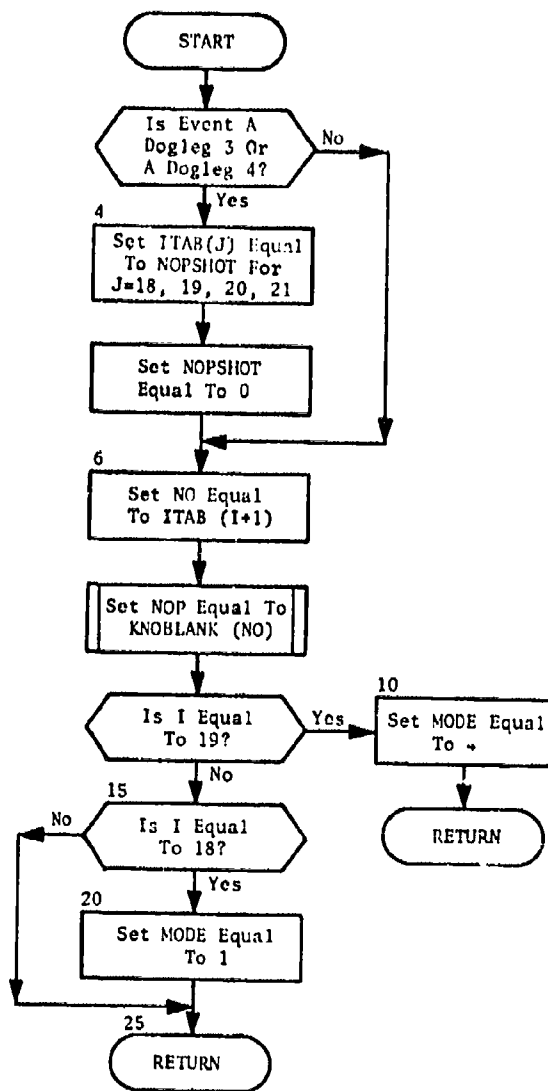 START
Is Event A
Dogleg 3 Or
A Dogleg 4?
No
Yes
4
Set ITAB(J) Equal
To NOPSHOT For
J=18, 19, 20, 21
Set NOPSHOT
Equal To 0
6
Set NO Equal
To ITAB (I+1)
Set NOP Equal To
KNOBLANK (NO)
Is I Equal
To 19?
Yes
10
Set MODE Equal
To
RETURN
No
15
No
Is I Equal
To 18?
Yes
20
Set MODE Equal
To 1
25
RETURN